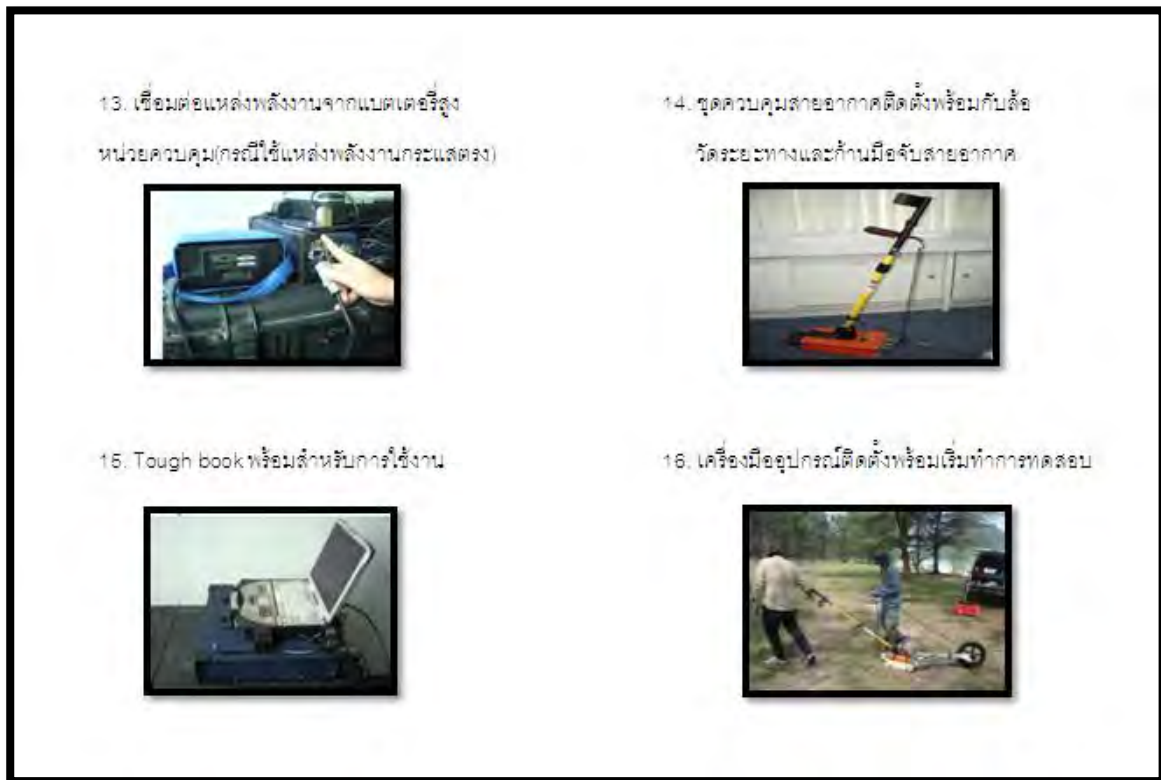 13. เชื่อมต่อแหล่งพลังงานจากแบตเตอรี่สูง
หน่วยควบคุม(กรณีใช้แหล่งพลังงานกระแสตรง)
14. ชุดควบคุมสายอากาศติดตั้งพร้อมกับล้อ
วัดระยะทางและก้านมือจับสายอากาศ
15. Tough book พร้อมสำหรับการใช้งาน
16. เครื่องมืออุปกรณ์ติดตั้งพร้อมเริ่มทำการทดสอบ